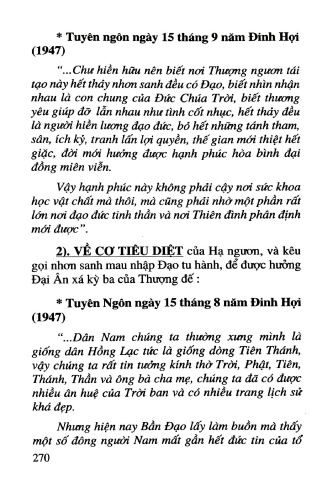 * Tuyên ngôn ngày 15 tháng 9 năm Đinh Hợi
(1947)
"...Chư hiền hữu nên biết nơi Thượng ngươn tái
tạo này hết thảy nhơn sanh đều có Đạo, biết nhìn nhận
nhau là con chung của Đức Chúa Trời, biết thương
yêu giúp đỡ lẫn nhau như tình cốt nhục, hết thảy đều
là người hiền lương đạo đức, bỏ hết những tánh tham,
sân, ích kỷ, tranh lấn lợi quyền, thế gian mới thiệt hết
giặc, đời mới hưởng được hạnh phúc hòa bình đại
đồng miên viễn.
Vậy hạnh phúc này không phải cậy nơi sức khoa
học vật chất mà thôi, mà cũng phải nhờ một phần rất
lớn nơi đạo đức tinh thần và nơi Thiên đình phán định
mới được".
2). VỀ CƠ TIÊU DIỆT của Hạ ngươn, và kêu
gọi nhơn sanh mau nhập Đạo tu hành, để được hưởng
Đại Ân xá kỳ ba của Thượng đế :
* Tuyên Ngôn ngày 15 tháng 8 năm Đinh Hợi
(1947)
"...Dân Nam chúng ta thường xưng mình là
giống dân Hồng Lạc tức là giống dòng Tiên Thánh,
vậy chúng ta rất tin tưởng kính thờ Trời, Phật, Tiên,
Thánh, Thần và ông bà cha mẹ, chúng ta đã có được
nhiều ân huệ của Trời ban và có nhiều trang lịch sử
khá đẹp.
Nhưng hiện nay Bần Đạo lấy làm buồn mà thấy
một số đông người Nam mất gần hết đức tin của tổ
270